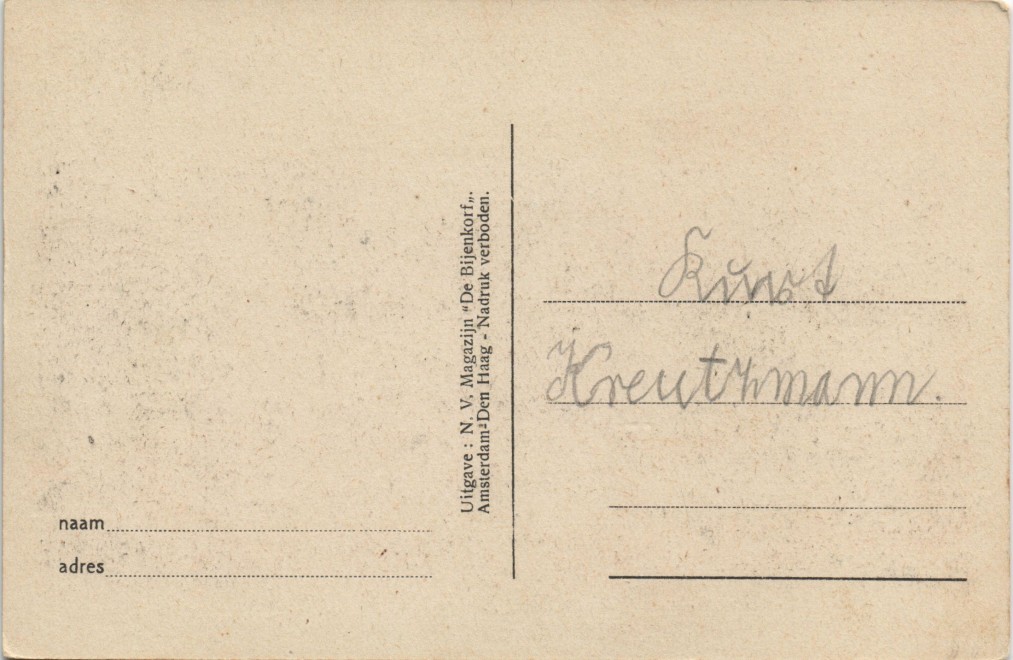 naam
adres
Uitgave : N. V. Magazijn "De Bijenkorf„.
Amsterdam-Den Haag - Nadruk verboden.
Kurt
Kreutzmann.